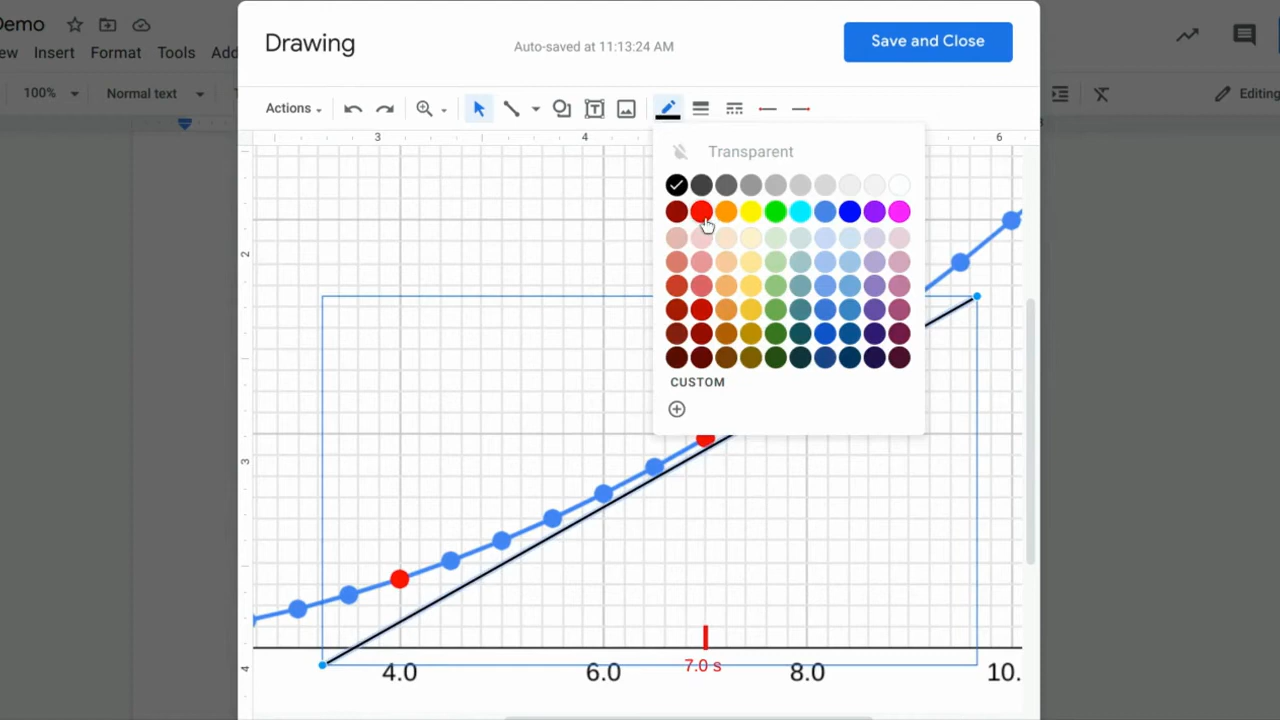 Demo
ew Insert Format Tools Add
100% Normal text
Editing
Drawing
Auto-saved at 11:13:24 AM
Save and Close
Actions
3 4 6
Transparent
CUSTOM
2
3
4
7.0 s
4.0 6.0 8.0 10.